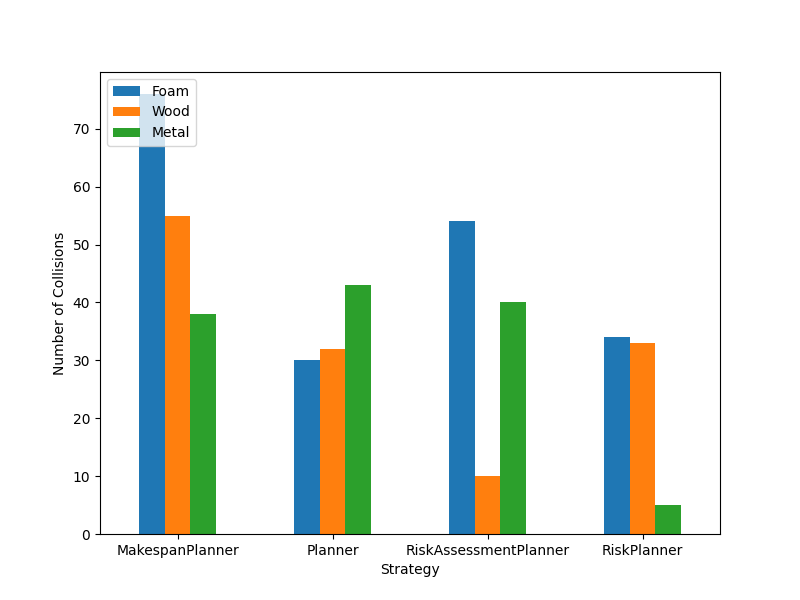 Foam
Wood
Metal
70
60
50
40
30
20
10
0
Number of Collisions
MakespanPlanner Planner RiskAssessmentPlanner RiskPlanner
Strategy